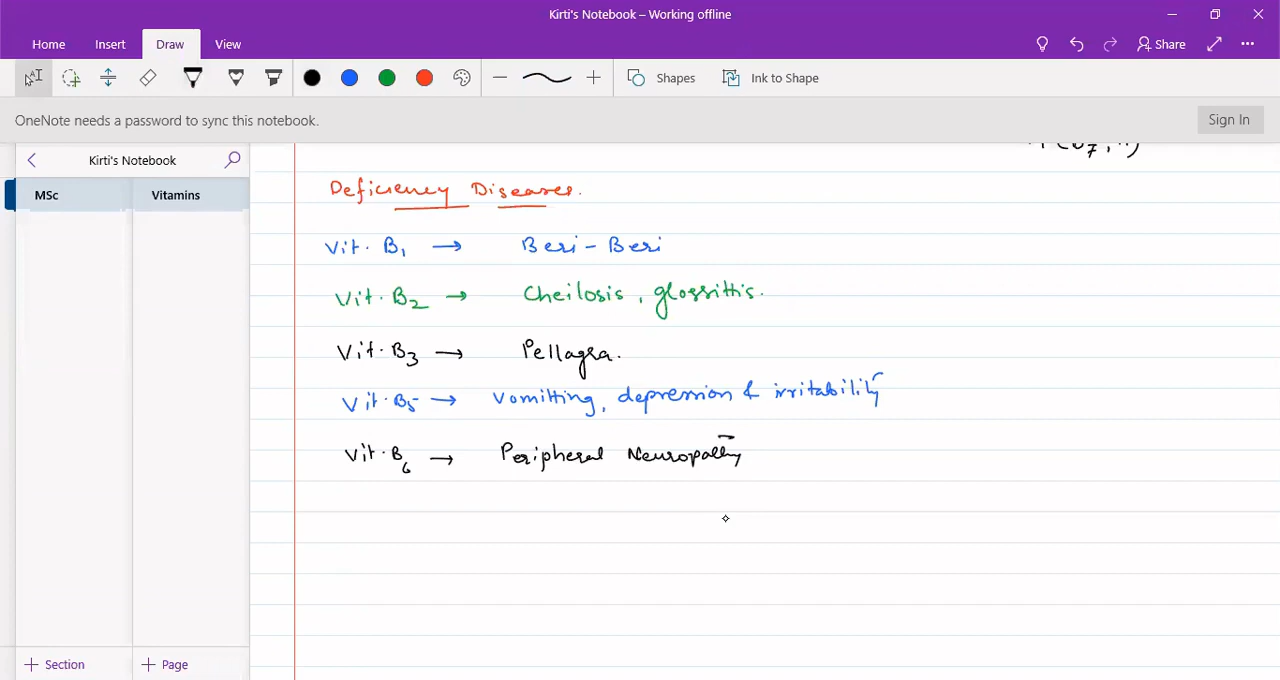 Kirti's Notebook – Working offline
Home Insert Draw View Share
Shapes Ink to Shape
OneNote needs a password to sync this notebook. Sign In
Kirti's Notebook
MSc Vitamins
Deficiency Diseases.
Vit. B1 → Beri - Beri
Vit. B2 → Cheilosis, glossittis.
Vit. B3 → Pellagra.
Vit. B5 → Vomitting, depression & irritability
Vit. B6 → Peripheral Neuropathy
+ Section + Page